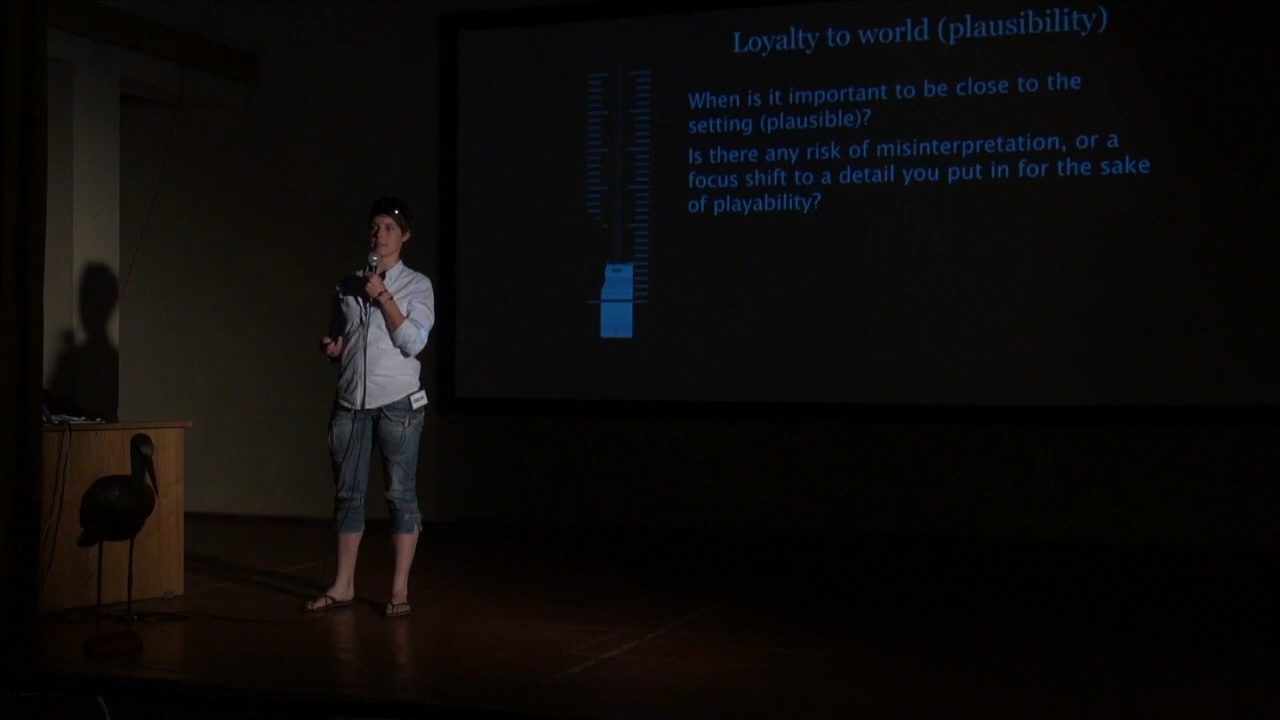 Loyalty to world (plausibility)
When is it important to be close to the
setting (plausible)?
Is there any risk of misinterpretation, or a
focus shift to a detail you put in for the sake
of playability?